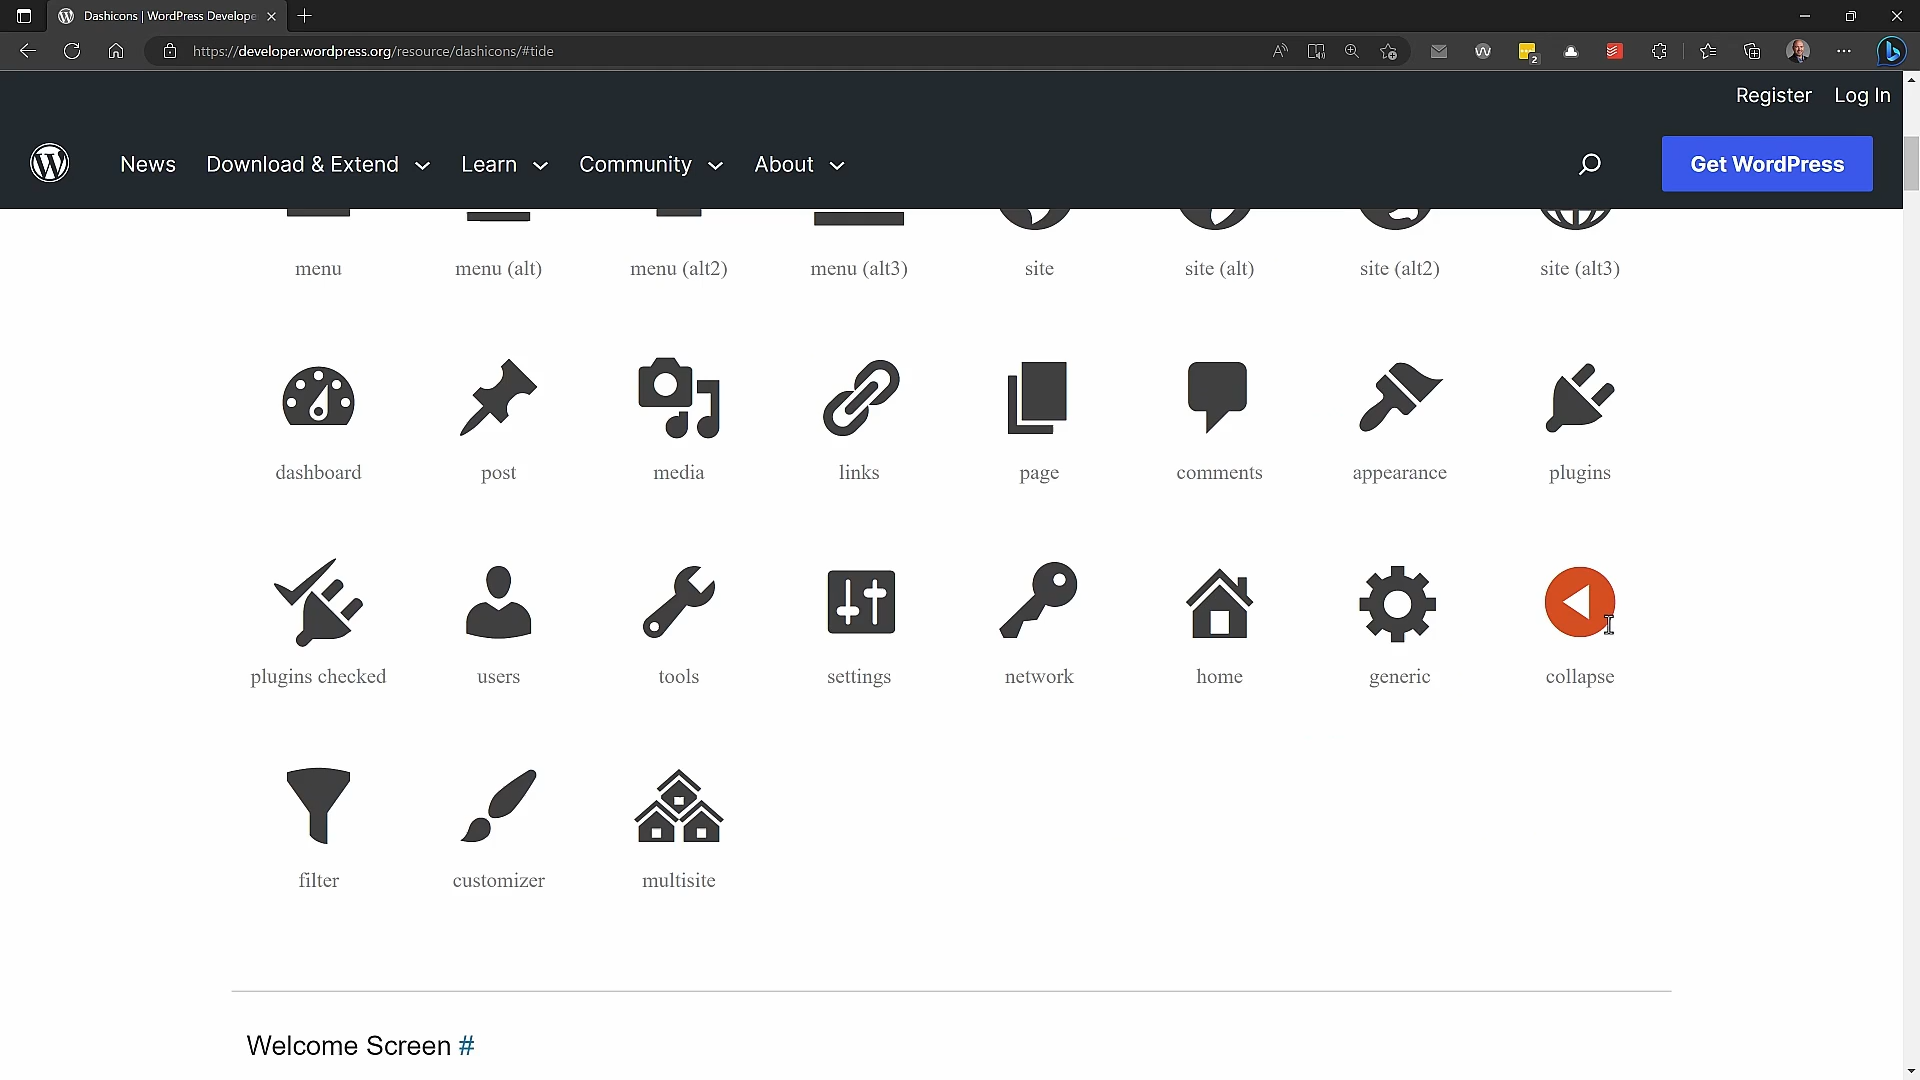 Dashicons | WordPress Develope
https://developer.wordpress.org/resource/dashicons/#tide
2
Register Log In
News Download & Extend Learn Community About Get WordPress
menu menu (alt) menu (alt2) menu (alt3) site site (alt) site (alt2) site (alt3)
dashboard post media links page comments appearance plugins
plugins checked users tools settings network home generic collapse
filter customizer multisite
Welcome Screen #